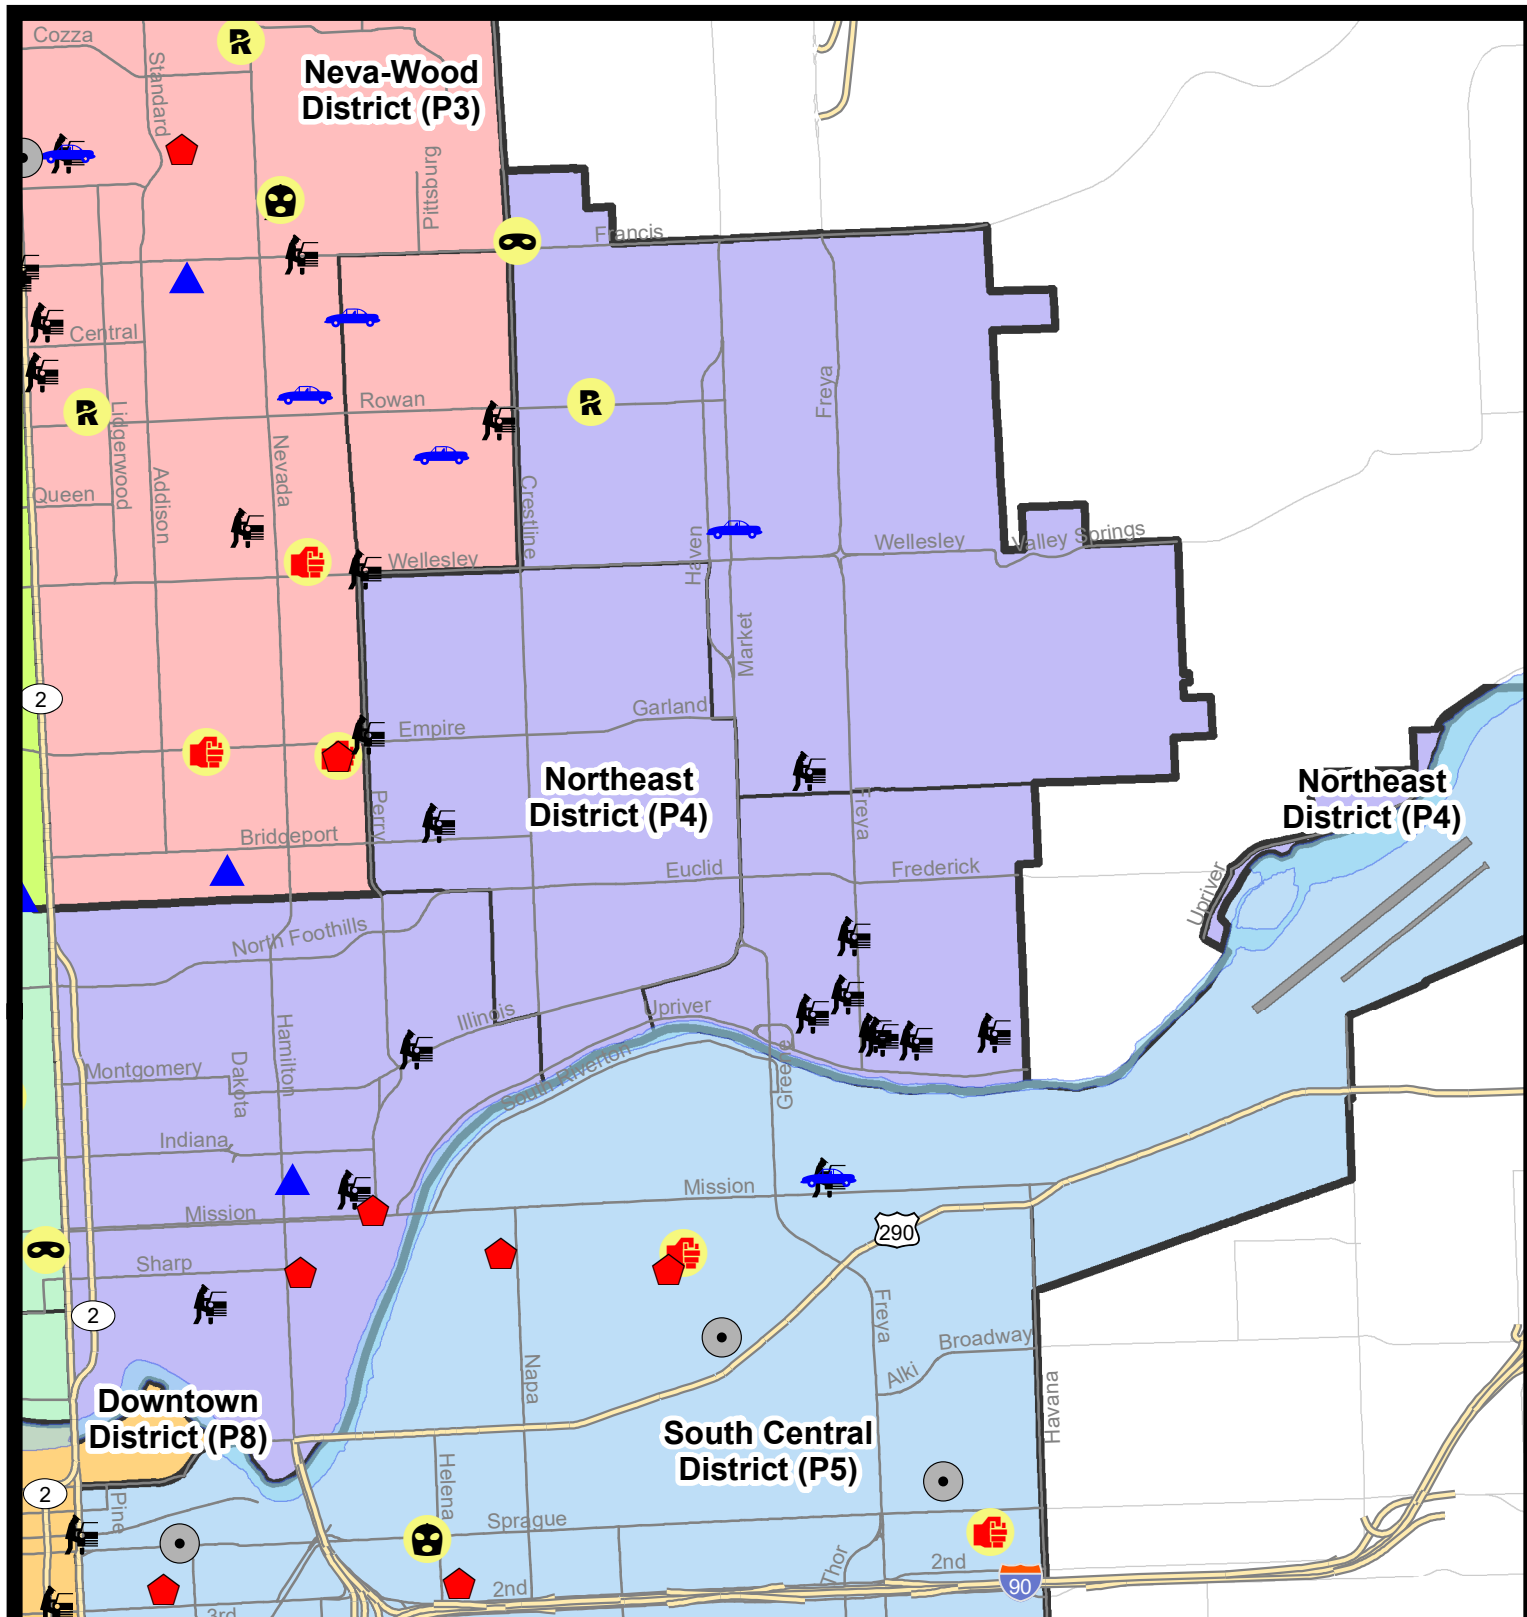 Cozza
Standard
Neva-Wood
District (P3)
Pittsburg
Francis
Central
Freya
Rowan
Lidgerwood
Nevada
Addison
Queen
Crestline
Haven
Wellesley
Wellesley
Valley Springs
Market
2
Garland
Empire
Northeast
District (P4)
Northeast
District (P4)
Perry
Freya
Bridgeport
Euclid
Frederick
Upriver
North Foothills
Illinois
Upriver
Hamilton
Dakota
South Riverton
Greene
Montgomery
Indiana
Mission
Mission
290
Sharp
2
Freya
Broadway
Napa
Alki
Havana
Downtown
District (P8)
South Central
District (P5)
Helena
2
Pine
Sprague
Thor
2nd
2nd
90
3rd